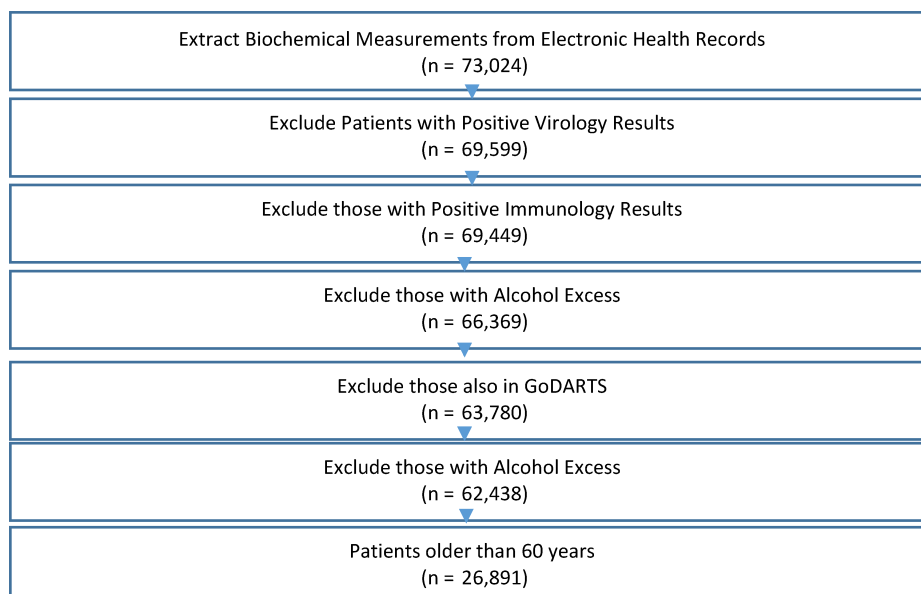 Extract Biochemical Measurements from Electronic Health Records
(n = 73,024)
Exclude Patients with Positive Virology Results
(n = 69,599)
Exclude those with Positive Immunology Results
(n = 69,449)
Exclude those with Alcohol Excess
(n = 66,369)
Exclude those also in GoDARTS
(n = 63,780)
Exclude those with Alcohol Excess
(n = 62,438)
Patients older than 60 years
(n = 26,891)